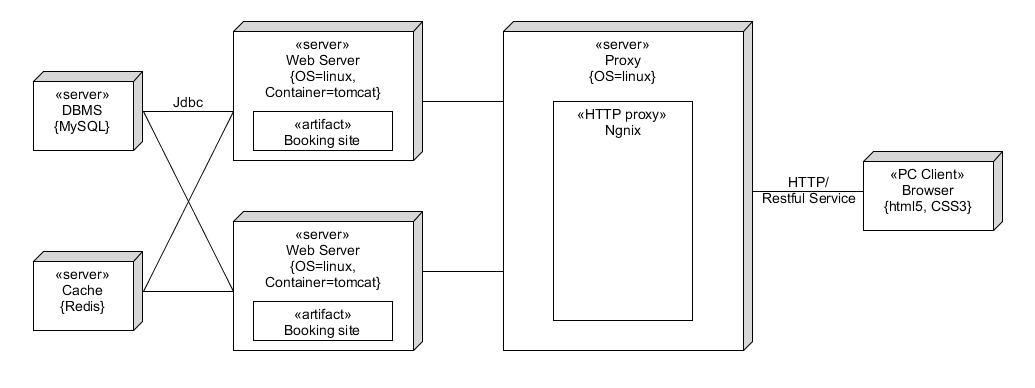 «server»
DBMS
{MySQL}
Jdbc
«server»
Web Server
{OS=linux,
Container=tomcat}
«artifact»
Booking site
«server»
Proxy
{OS=linux}
«HTTP proxy»
Ngnix
HTTP/
Restful Service
«PC Client»
Browser
{html5, CSS3}
«server»
Cache
{Redis}
«server»
Web Server
{OS=linux,
Container=tomcat}
«artifact»
Booking site